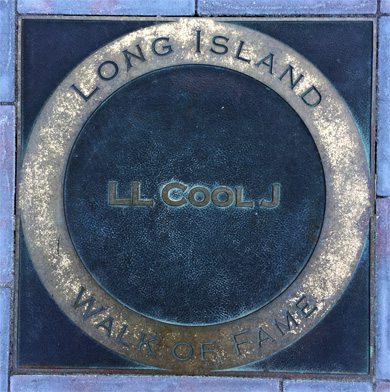 LONG ISLAND
LL COOL J
WALK OF FAME